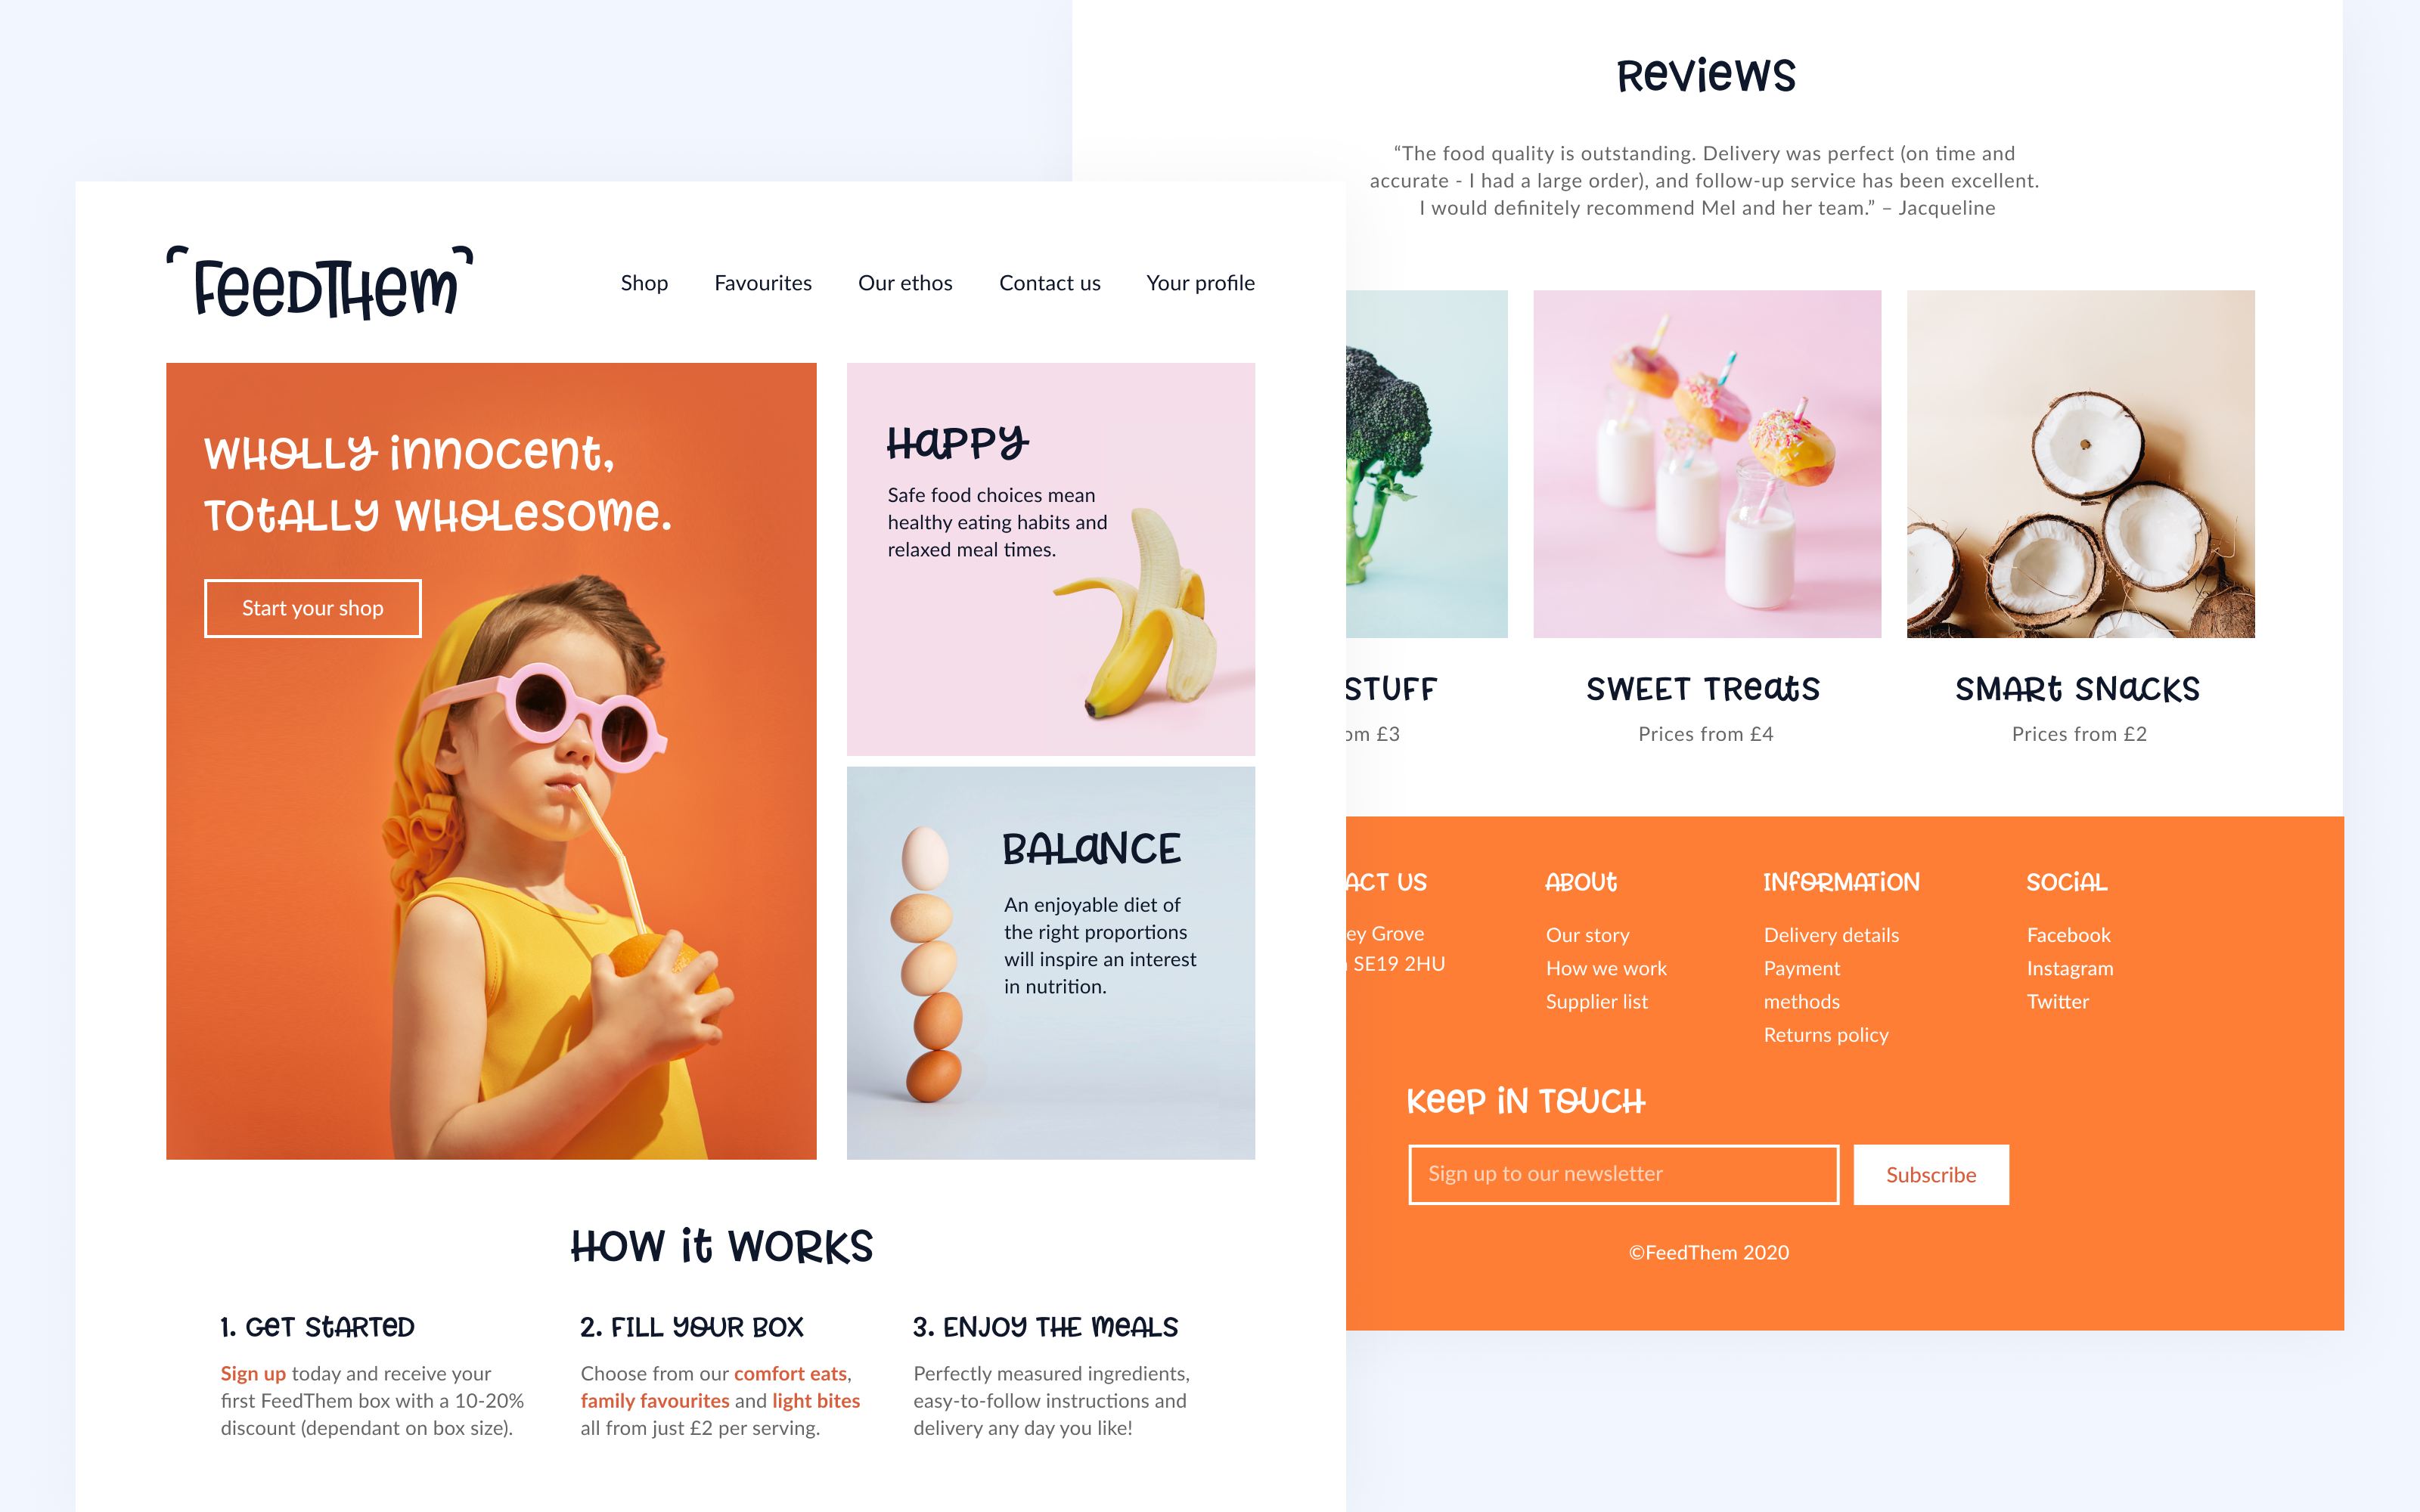 FeedThem
Shop
Favourites
Our ethos
Contact us
Your profile
Wholly innocent,
totally wholesome.
Start your shop
Happy
Safe food choices mean
healthy eating habits and
relaxed meal times.
Balance
An enjoyable diet of
the right proportions
will inspire an interest
in nutrition.
How it works
1. Get started
Sign up today and receive your
first FeedThem box with a 10-20%
discount (dependant on box size).
2. Fill your box
Choose from our comfort eats,
family favourites and light bites
all from just £2 per serving.
3. Enjoy the meals
Perfectly measured ingredients,
easy-to-follow instructions and
delivery any day you like!
Reviews
“The food quality is outstanding. Delivery was perfect (on time and
accurate - I had a large order), and follow-up service has been excellent.
I would definitely recommend Mel and her team.” – Jacqueline
STUFF
£3
Sweet treats
Prices from £4
Smart snacks
Prices from £2
US
Grove
SE19 2HU
About
Our story
How we work
Supplier list
Information
Delivery details
Payment
methods
Returns policy
Social
Facebook
Instagram
Twitter
Keep in touch
Sign up to our newsletter
Subscribe
©FeedThem 2020